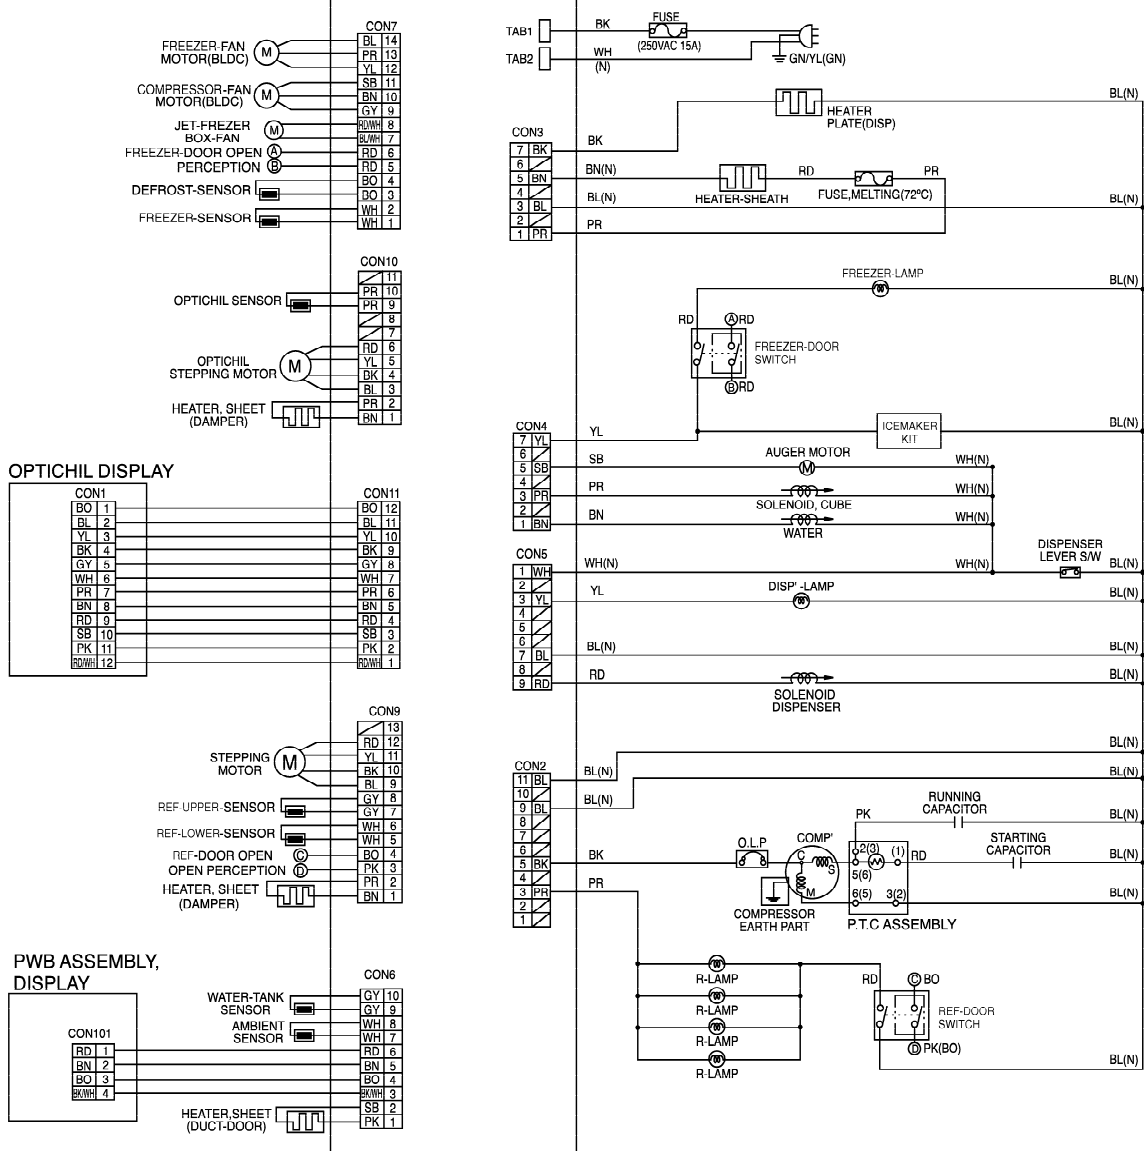 CON7
FREEZER-FAN
MOTOR(BLDC)
M
BL 14
PR 13
YL 12
COMPRESSOR-FAN
MOTOR(BLDC)
M
SB 11
BN 10
GY 9
JET-FREZER
BOX-FAN
M
RD/WH 8
BL/WH 7
FREEZER-DOOR OPEN A
RD 6
PERCEPTION B
RD 5
DEFROST-SENSOR
BO 4
BO 3
FREEZER-SENSOR
WH 2
WH 1
CON10
11
OPTICHIL SENSOR
PR 10
PR 9
8
7
OPTICHIL
STEPPING MOTOR
M
RD 6
YL 5
BK 4
BL 3
HEATER, SHEET
(DAMPER)
PR 2
BN 1
OPTICHIL DISPLAY
CON1
CON11
BO 1
BO 12
BL 2
BL 11
YL 3
YL 10
BK 4
BK 9
GY 5
GY 8
WH 6
WH 7
PR 7
PR 6
BN 8
BN 5
RD 9
RD 4
SB 10
SB 3
PK 11
PK 2
RD/WH 12
RD/WH 1
CON9
13
STEPPING
MOTOR
M
RD 12
YL 11
BK 10
BL 9
REF-UPPER-SENSOR
GY 8
GY 7
REF-LOWER-SENSOR
WH 6
WH 5
REF-DOOR OPEN C
BO 4
OPEN PERCEPTION D
PK 3
HEATER, SHEET
(DAMPER)
PR 2
BN 1
PWB ASSEMBLY,
DISPLAY
CON6
WATER-TANK
SENSOR
GY 10
GY 9
AMBIENT
SENSOR
WH 8
WH 7
CON101
RD 1
RD 6
BN 2
BN 5
BO 3
BO 4
BK/WH 4
BK/WH 3
HEATER,SHEET
(DUCT-DOOR)
SB 2
PK 1
TAB1
BK
FUSE
(250VAC 15A)
TAB2
WH
(N)
GN/YL(GN)
HEATER
PLATE(DISP)
BL(N)
CON3
7 BK
BK
6
5 BN
BN(N)
HEATER-SHEATH
RD
FUSE,MELTING(72ºC)
PR
4
3 BL
BL(N)
BL(N)
2
1 PR
PR
FREEZER-LAMP
BL(N)
RD
A RD
FREEZER-DOOR
SWITCH
B RD
CON4
7 YL
YL
ICEMAKER
KIT
BL(N)
6
5 SB
SB
AUGER MOTOR
M
WH(N)
4
3 PR
PR
SOLENOID, CUBE
WH(N)
2
1 BN
BN
WATER
WH(N)
CON5
1 WH
WH(N)
WH(N)
DISPENSER
LEVER S/W
BL(N)
2
3 YL
YL
DISP' -LAMP
BL(N)
4
5
6
7 BL
BL(N)
BL(N)
8
9 RD
RD
SOLENOID
DISPENSER
BL(N)
CON2
11 BL
BL(N)
BL(N)
10
9 BL
BL(N)
BL(N)
8
7
6
5 BK
BK
O.L.P
COMP'
C
S
M
PK
RUNNING
CAPACITOR
BL(N)
2(3)
(1)
RD
STARTING
CAPACITOR
BL(N)
5(6)
6(5)
3(2)
BL(N)
COMPRESSOR
EARTH PART
P.T.C ASSEMBLY
4
3 PR
PR
2
1
R-LAMP
R-LAMP
R-LAMP
R-LAMP
RD
C BO
REF-DOOR
SWITCH
D PK(BO)
BL(N)